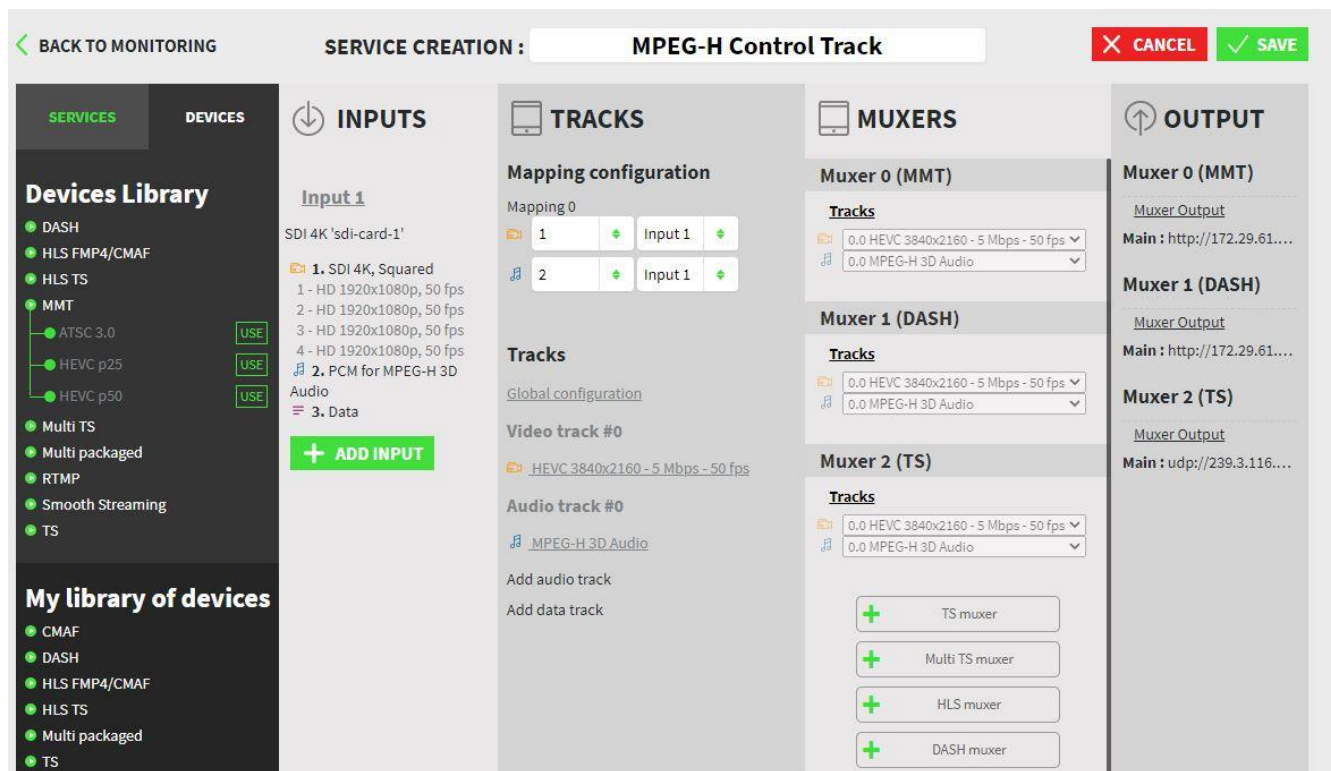 BACK TO MONITORING
SERVICE CREATION :
MPEG-H Control Track
CANCEL
SAVE
SERVICES
DEVICES
Devices Library
DASH
HLS FMP4/CMAF
HLS TS
MMT
ATSC 3.0 USE
HEVC p25 USE
HEVC p50 USE
Multi TS
Multi packaged
RTMP
Smooth Streaming
TS
My library of devices
CMAF
DASH
HLS FMP4/CMAF
HLS TS
Multi packaged
TS
INPUTS
Input 1
SDI 4K 'sdi-card-1'
1. SDI 4K, Squared
1 - HD 1920x1080p, 50 fps
2 - HD 1920x1080p, 50 fps
3 - HD 1920x1080p, 50 fps
4 - HD 1920x1080p, 50 fps
2. PCM for MPEG-H 3D
Audio
3. Data
ADD INPUT
TRACKS
Mapping configuration
Mapping 0
1 Input 1
2 Input 1
Tracks
Global configuration
Video track #0
HEVC 3840x2160 - 5 Mbps - 50 fps
Audio track #0
MPEG-H 3D Audio
Add audio track
Add data track
MUXERS
Muxer 0 (MMT)
Tracks
0.0 HEVC 3840x2160 - 5 Mbps - 50 fps
0.0 MPEG-H 3D Audio
Muxer 1 (DASH)
Tracks
0.0 HEVC 3840x2160 - 5 Mbps - 50 fps
0.0 MPEG-H 3D Audio
Muxer 2 (TS)
Tracks
0.0 HEVC 3840x2160 - 5 Mbps - 50 fps
0.0 MPEG-H 3D Audio
TS muxer
Multi TS muxer
HLS muxer
DASH muxer
OUTPUT
Muxer 0 (MMT)
Muxer Output
Main : http://172.29.61....
Muxer 1 (DASH)
Muxer Output
Main : http://172.29.61....
Muxer 2 (TS)
Muxer Output
Main : udp://239.3.116....